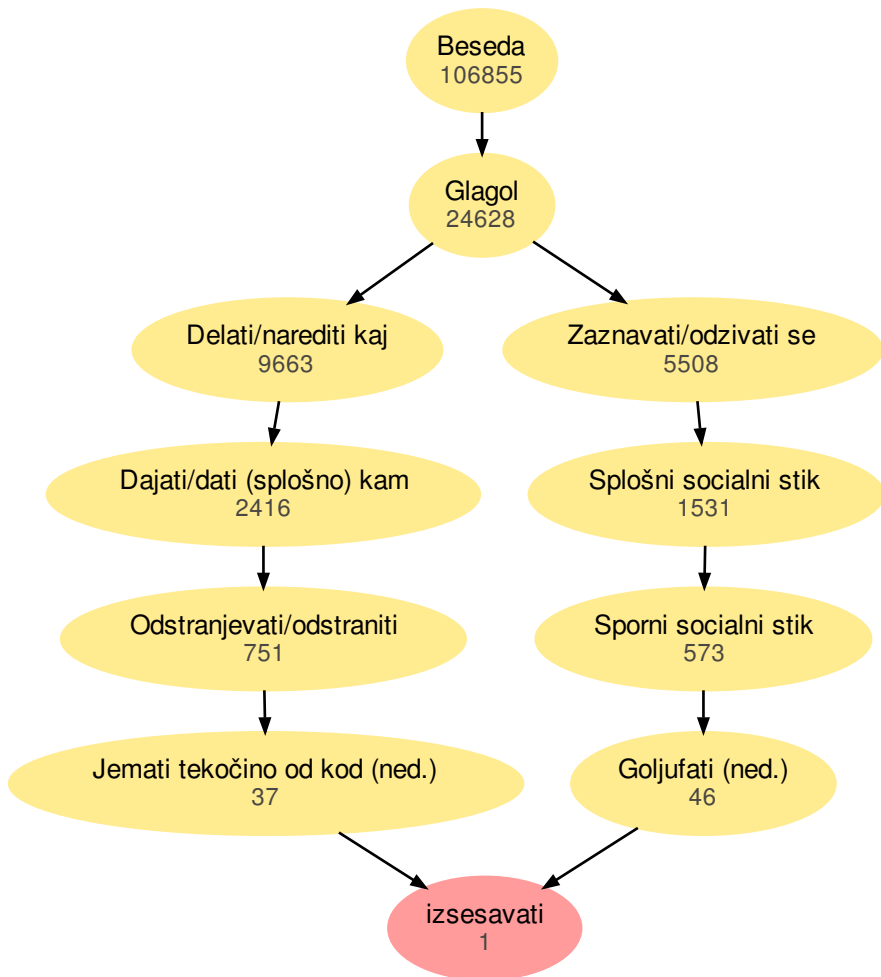 Beseda
106855
Glagol
24628
Delati/narediti kaj
9663
Zaznavati/odzivati se
5508
Dajati/dati (splošno) kam
2416
Splošni socialni stik
1531
Odstranjevati/odstraniti
751
Sporni socialni stik
573
Jemati tekočino od kod (ned.)
37
Goljufati (ned.)
46
izsesavati
1